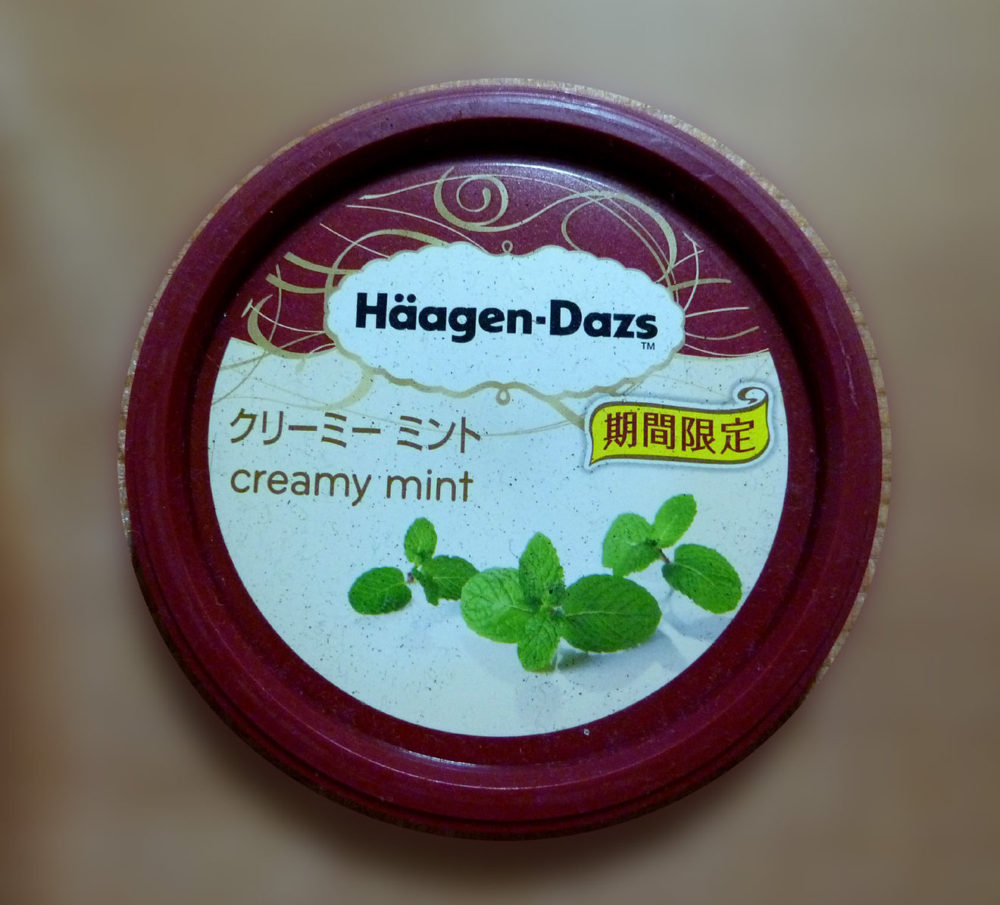 Häagen-Dazs
TM
クリーミー ミント
期間限定
creamy mint